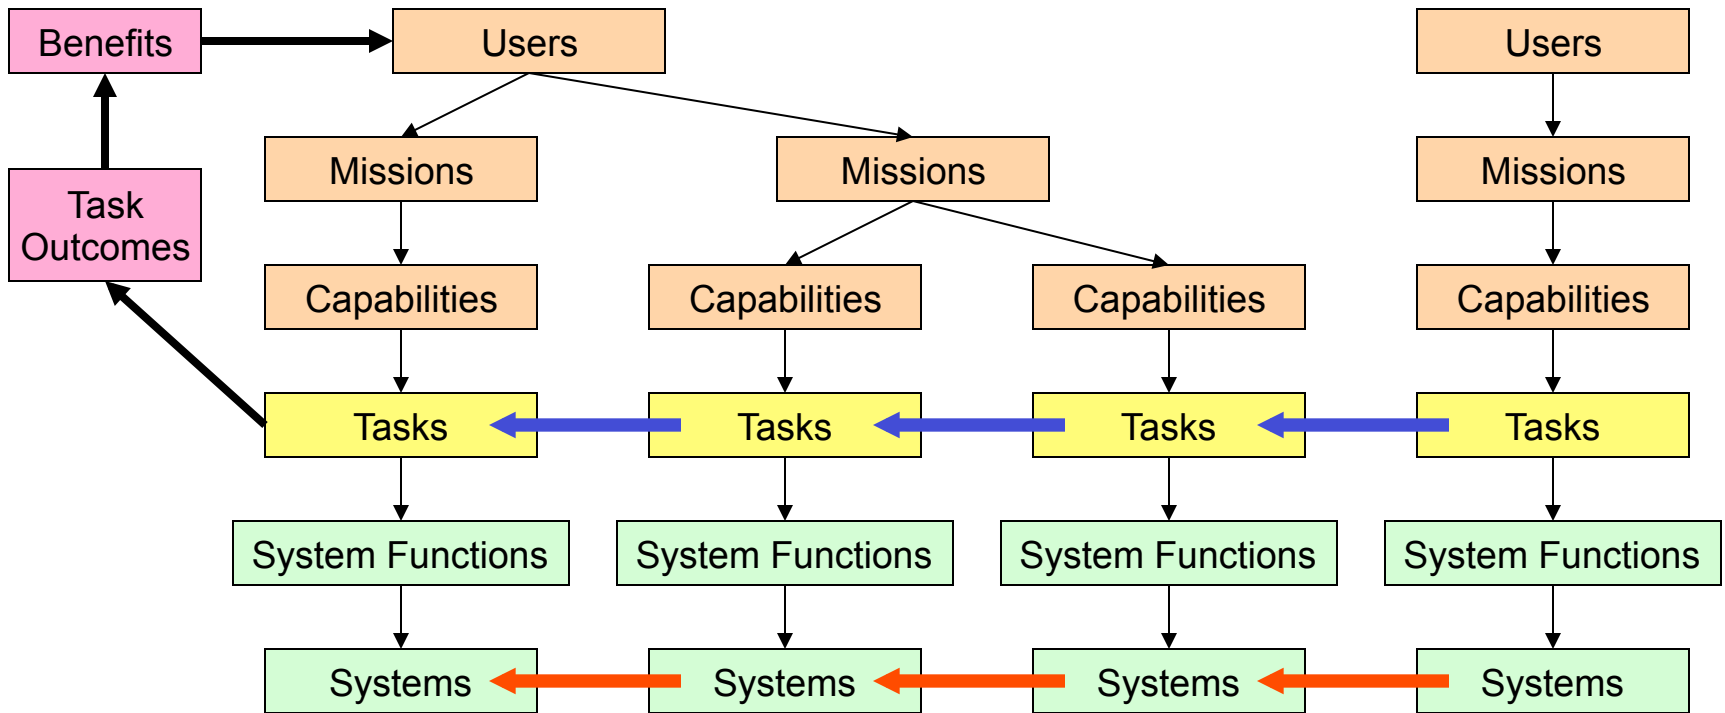 Benefits
Users
Users
Missions
Missions
Missions
Task
Outcomes
Capabilities
Capabilities
Capabilities
Capabilities
Tasks
Tasks
Tasks
Tasks
System Functions
System Functions
System Functions
System Functions
Systems
Systems
Systems
Systems